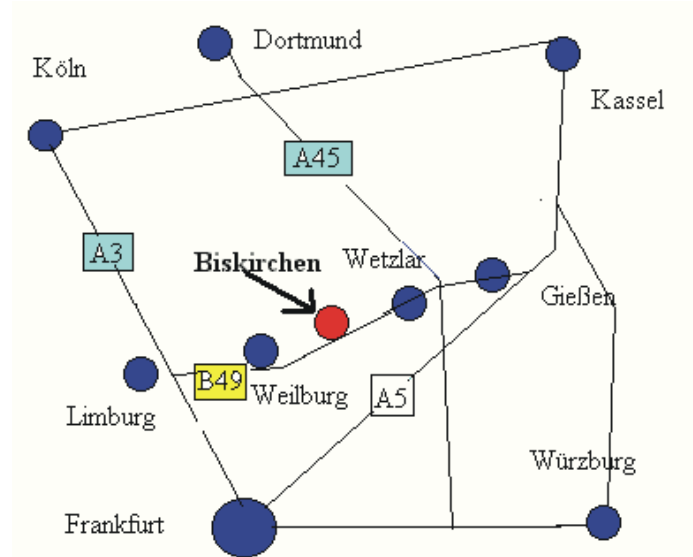 Dortmund
Köln
Kassel
A45
A3
Biskirchen
Wetzlar
Gießen
B49
Weilburg
A5
Limburg
Würzburg
Frankfurt